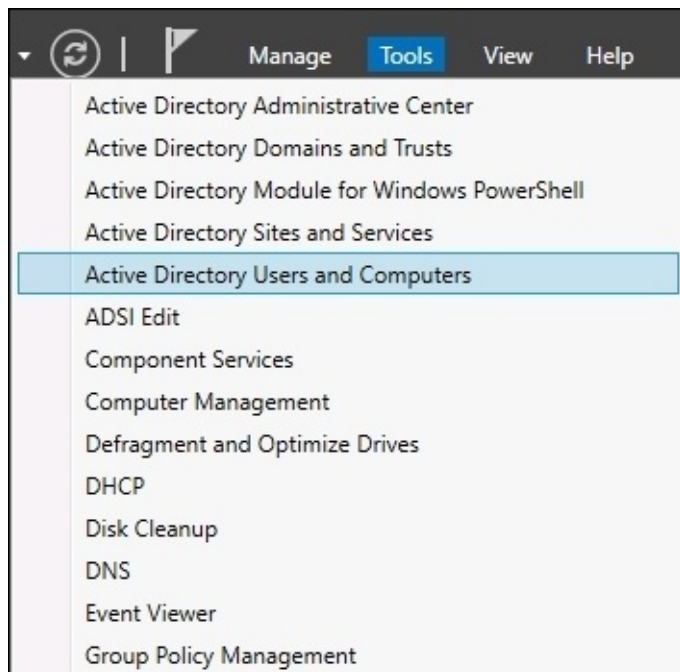 Manage Tools View Help
Active Directory Administrative Center
Active Directory Domains and Trusts
Active Directory Module for Windows PowerShell
Active Directory Sites and Services
Active Directory Users and Computers
ADSI Edit
Component Services
Computer Management
Defragment and Optimize Drives
DHCP
Disk Cleanup
DNS
Event Viewer
Group Policy Management